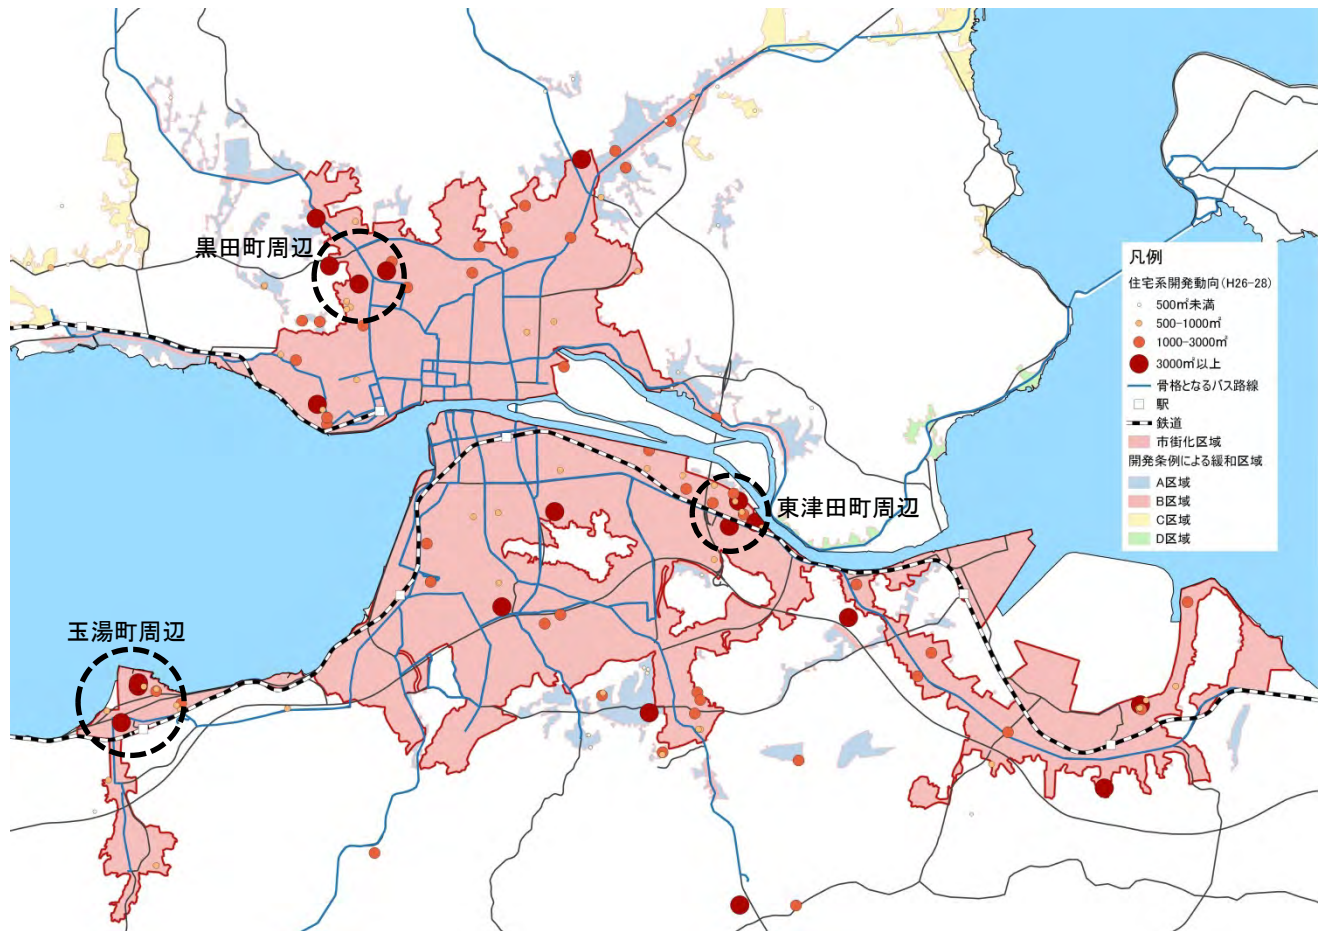 黒田町周辺
東津田町周辺
玉湯町周辺
凡例
住宅系開発動向(H26-28)
500㎡未満
500-1000㎡
1000-3000㎡
3000㎡以上
骨格となるバス路線
駅
鉄道
市街化区域
開発条例による緩和区域
A区域
B区域
C区域
D区域